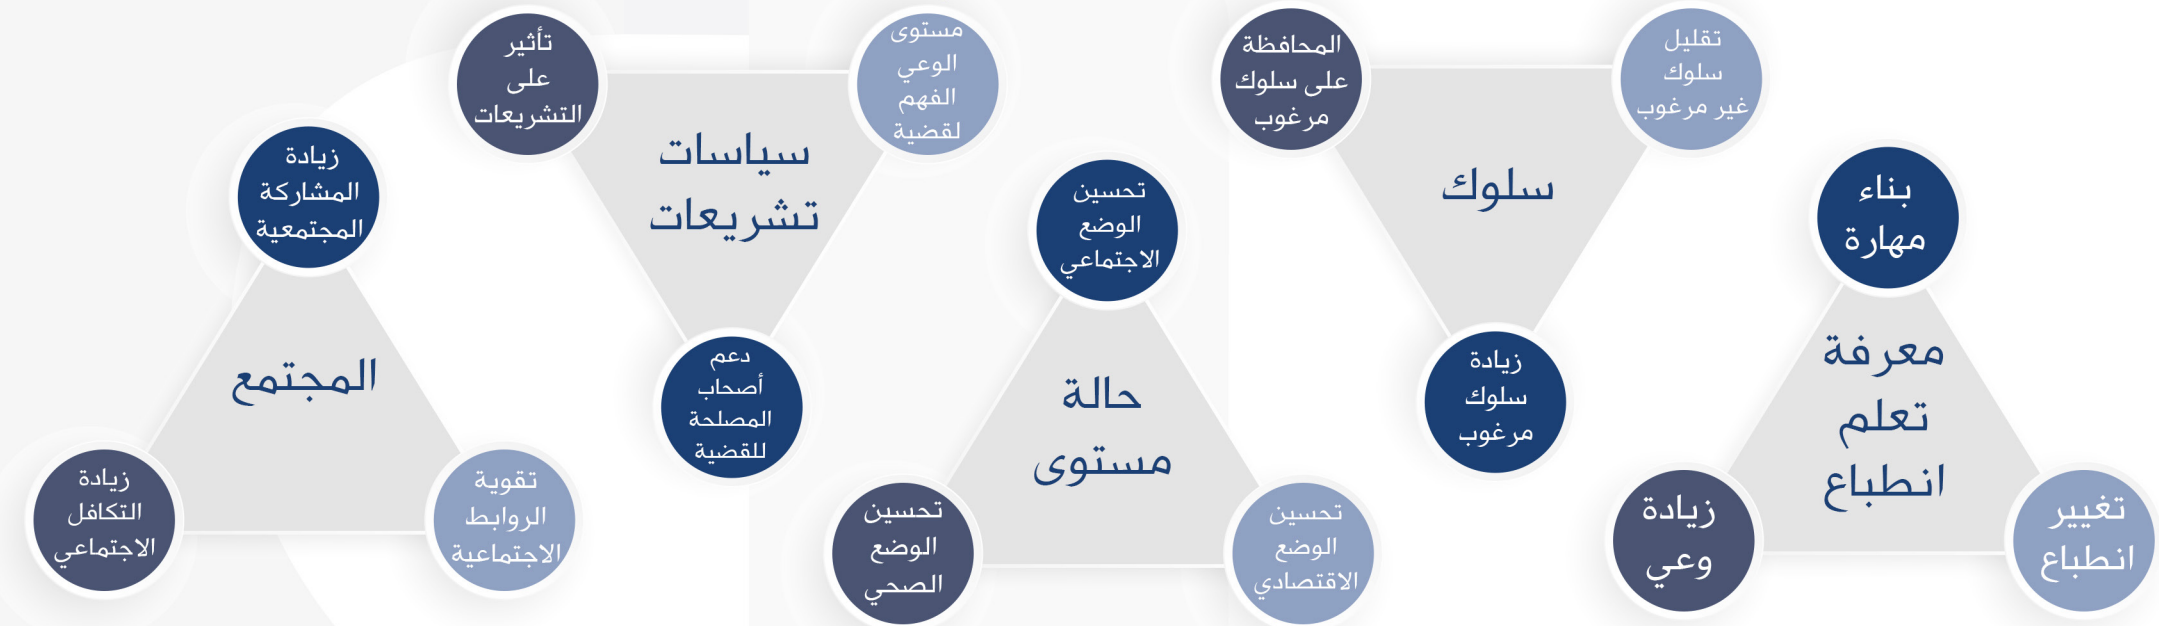 بناء
مهارة
معرفة
تعلم
انطباع
زيادة
وعي
تغيير
انطباع
تقليل
سلوك
غير مرغوب
المحافظة
على سلوك
مرغوب
سلوك
زيادة
سلوك
مرغوب
تحسين
الوضع
الاجتماعي
حالة
مستوى
تحسين
الوضع
الاقتصادي
تحسين
الوضع
الصحي
مستوى
الوعي
الفهم
لقضية
تأثير
على
التشريعات
سياسات
تشريعات
دعم
أصحاب
المصلحة
للقضية
زيادة
المشاركة
المجتمعية
المجتمع
تقوية
الروابط
الاجتماعية
زيادة
التكافل
الاجتماعي